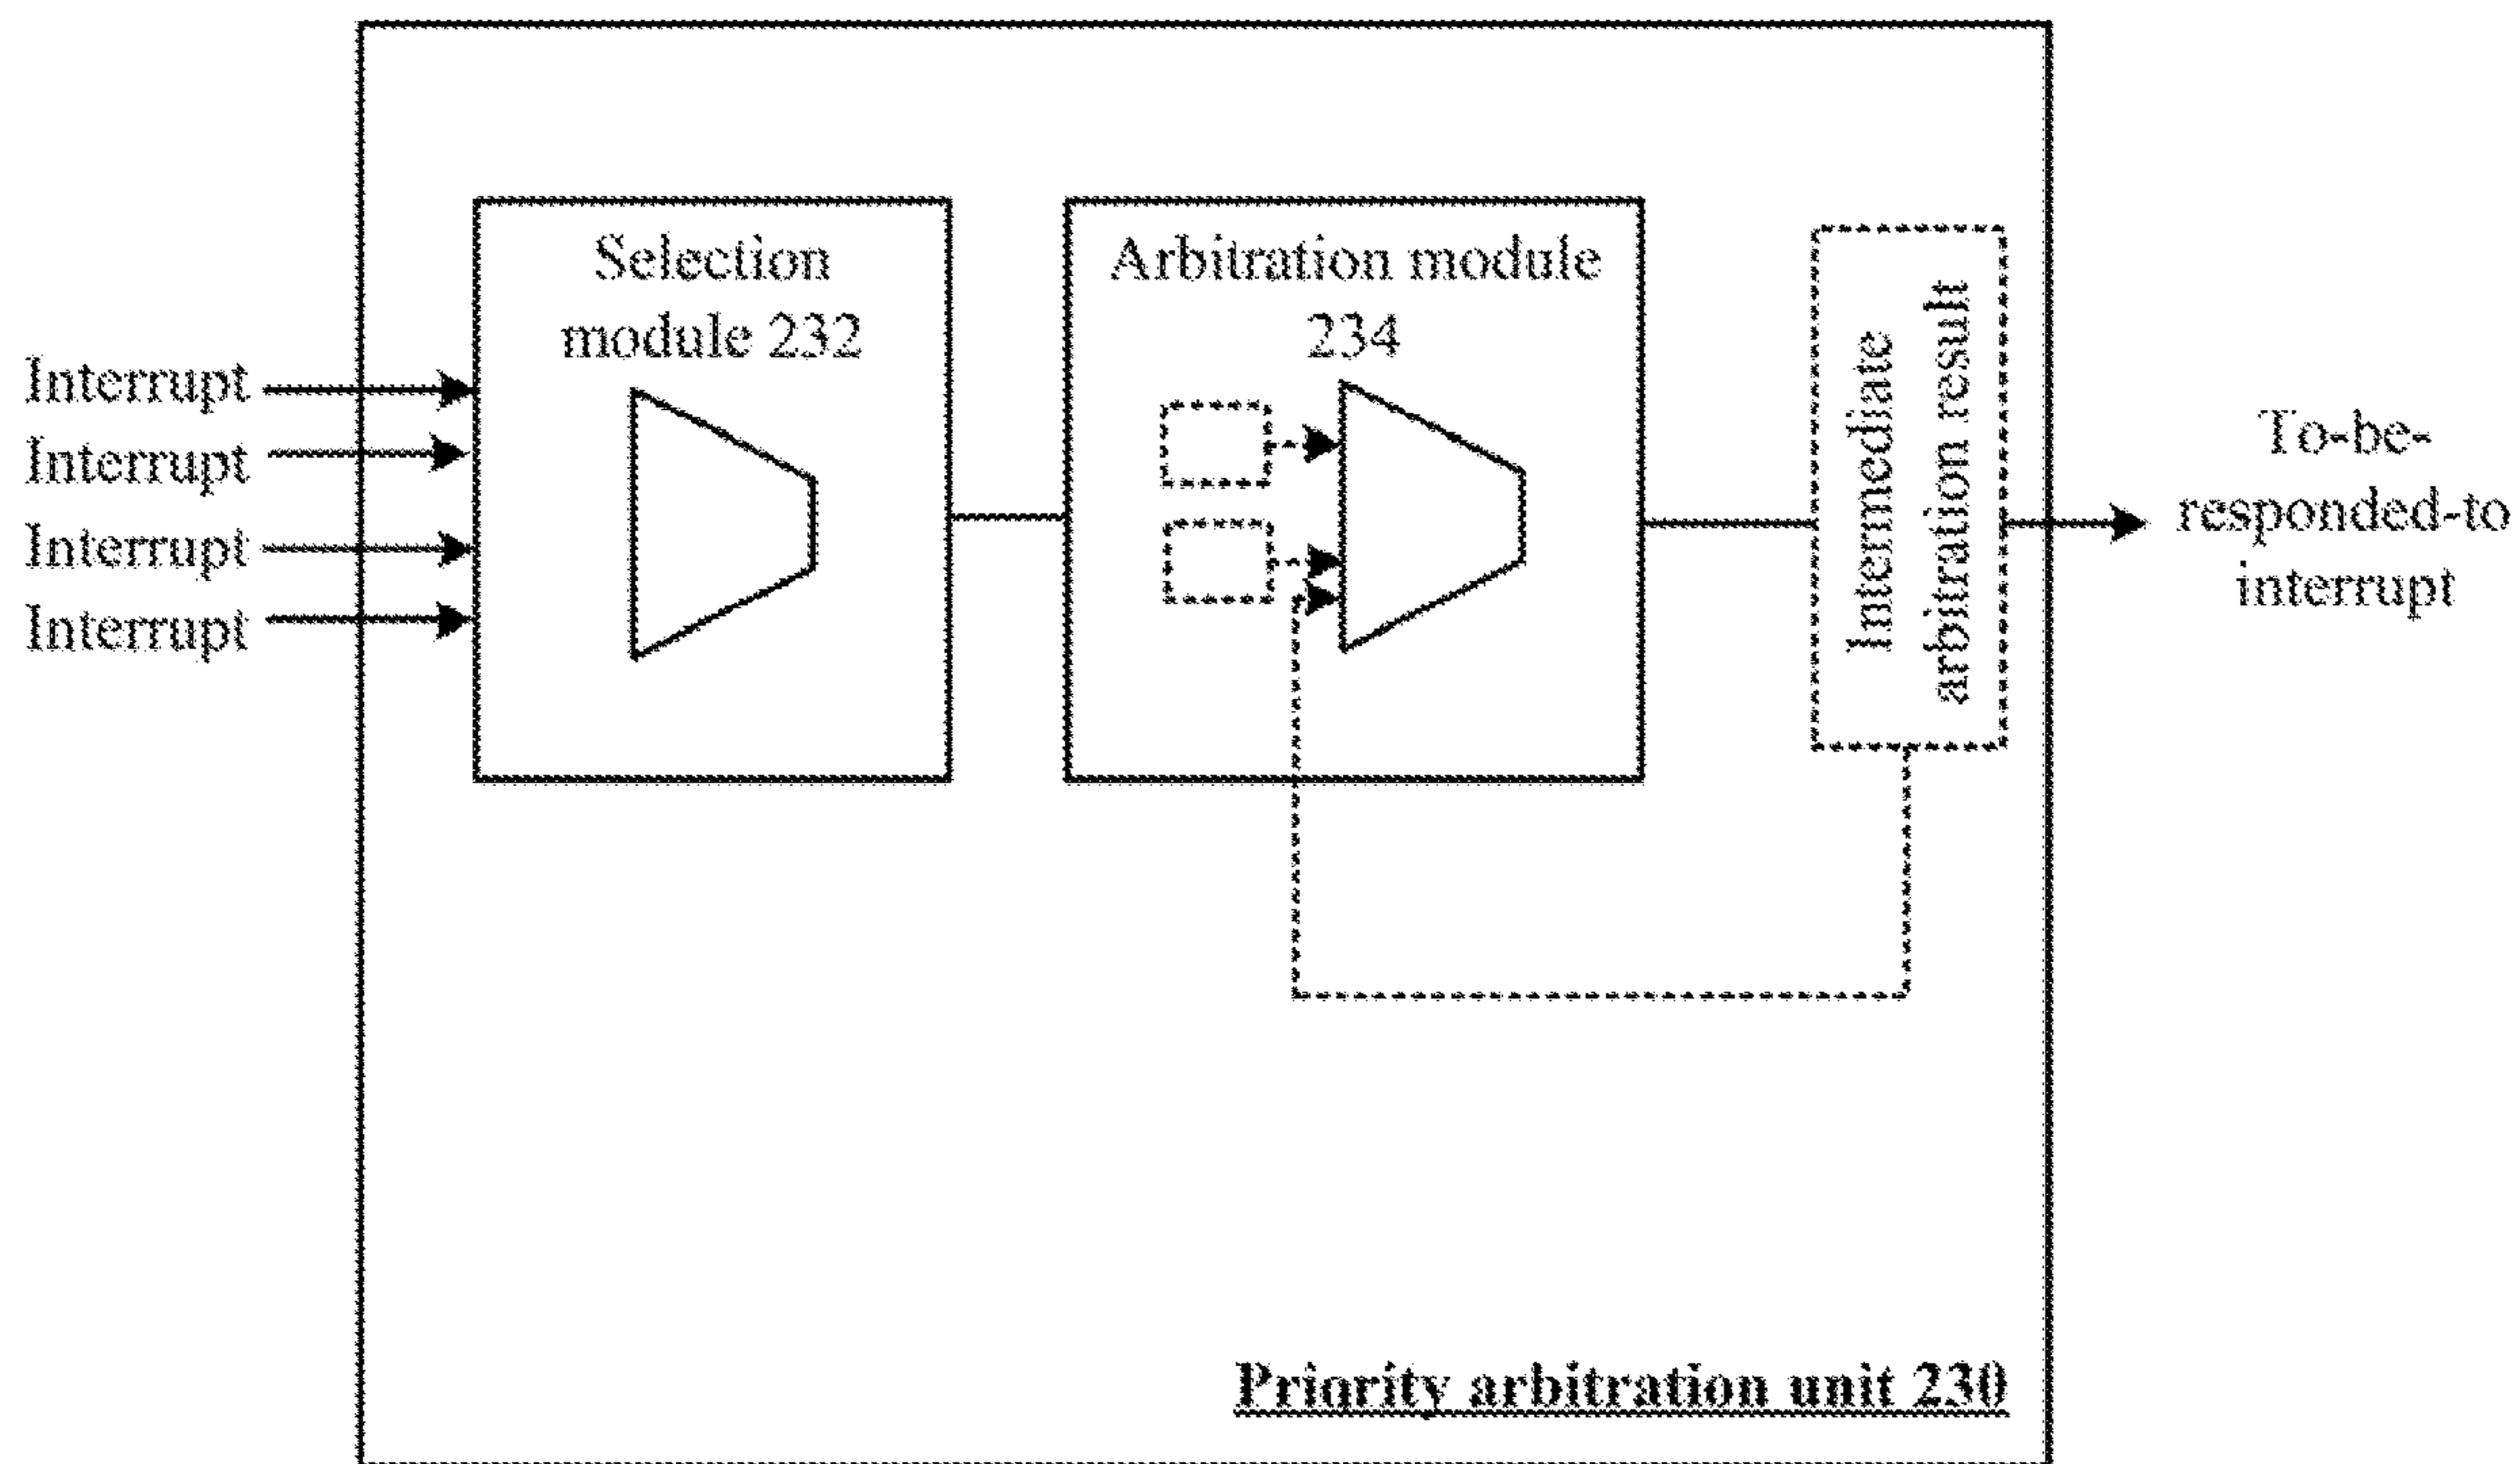 Selection
module 232
Arbitration module
234
Interrupt
Interrupt
Interrupt
Interrupt
Intermediate
arbitration result
To-be-
responded-to
interrupt
Priority arbitration unit 230